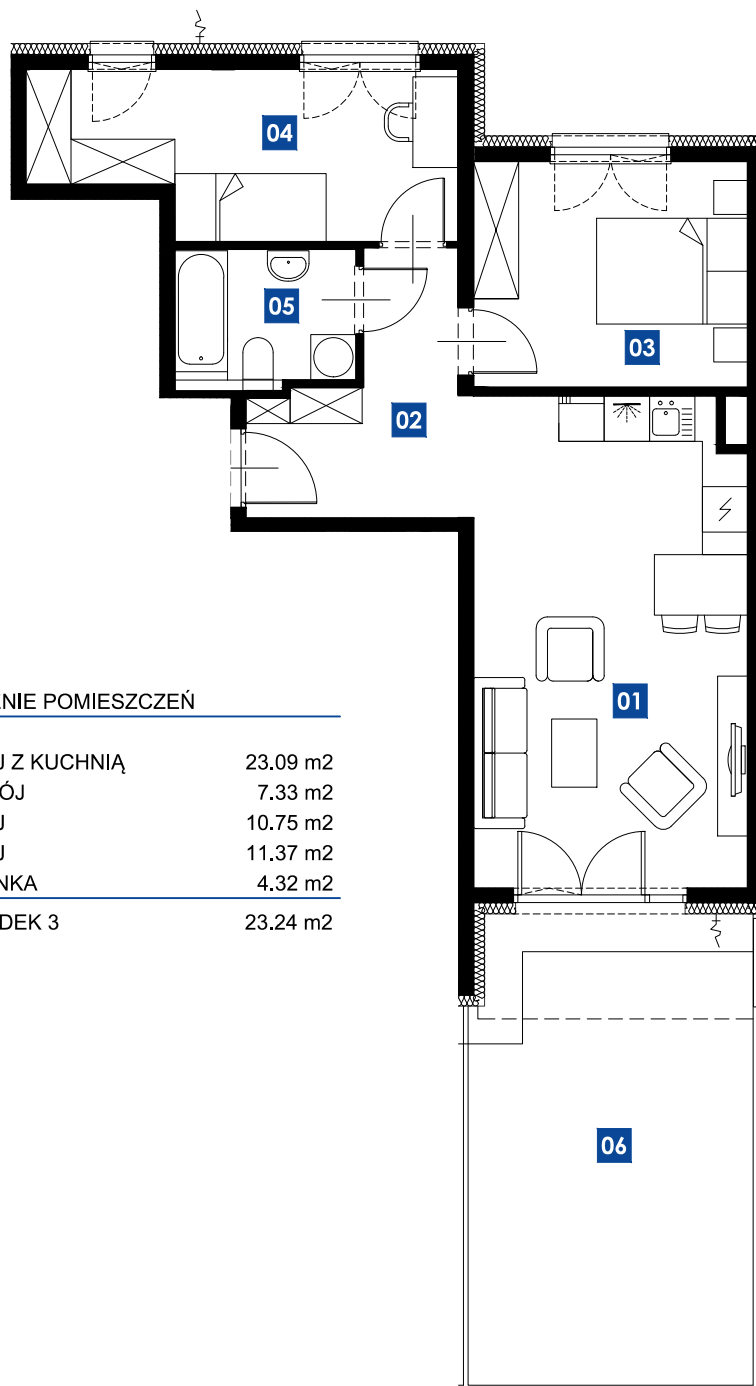 04
05
03
02
01
ENIE POMIESZCZEŃ
J Z KUCHNIĄ 23.09 m2
ÓJ 7.33 m2
J 10.75 m2
J 11.37 m2
NKA 4.32 m2
DEK 3 23.24 m2
06